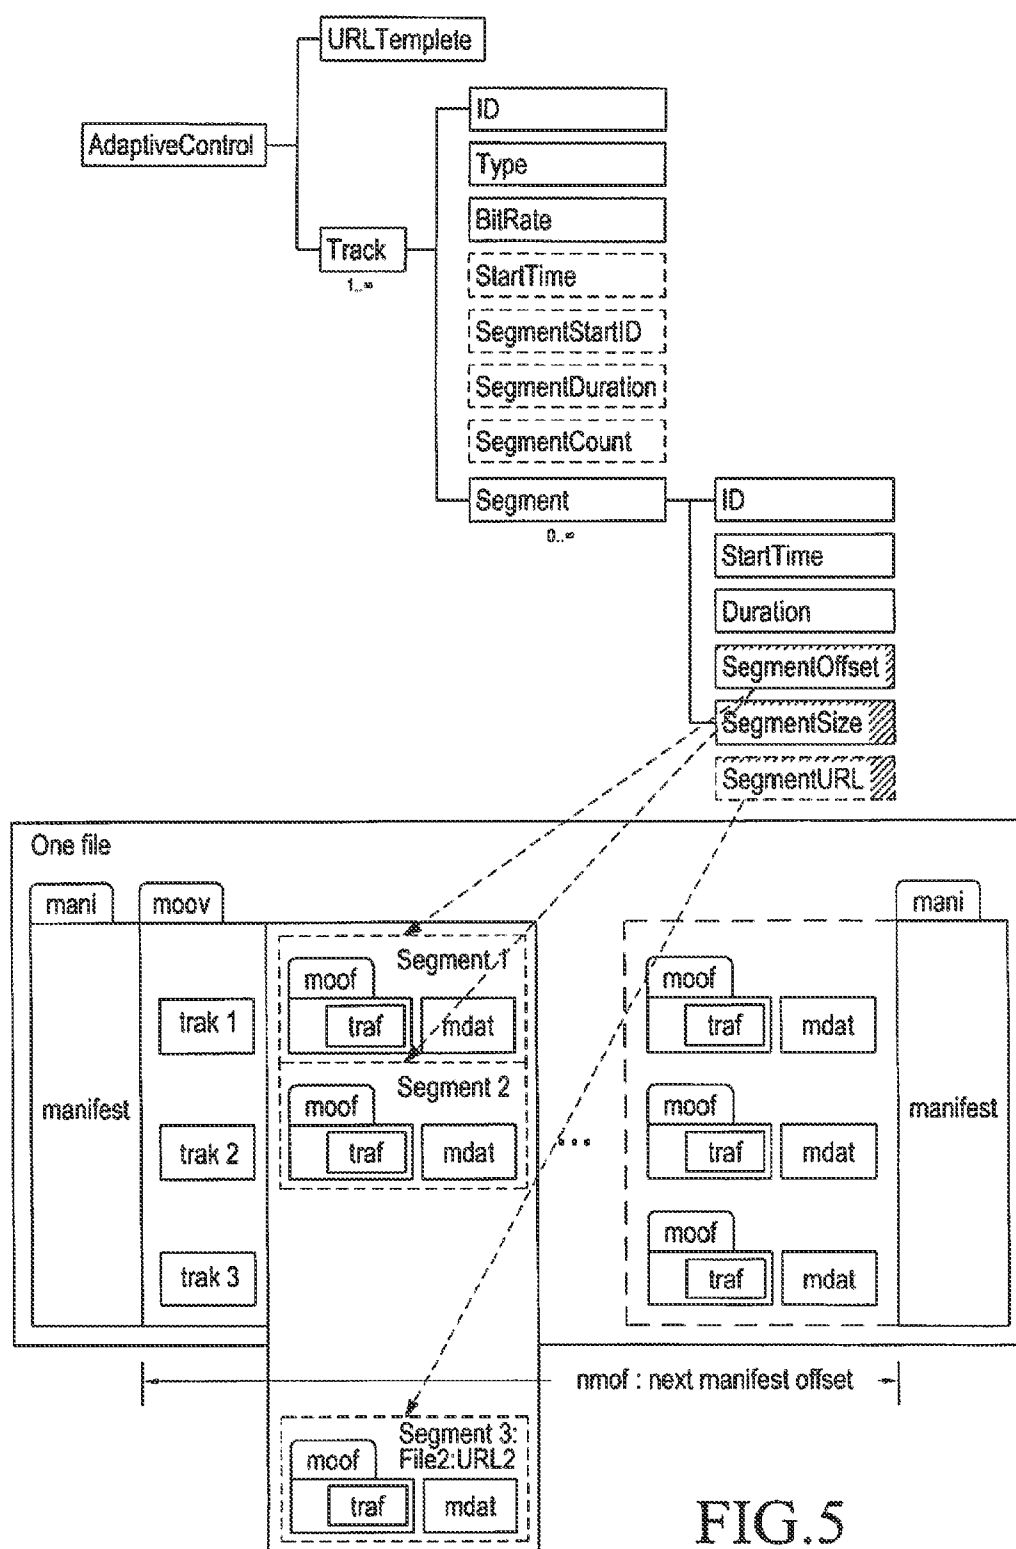 URLTemplete
AdaptiveControl
Track
1..∞
ID
Type
BitRate
StartTime
SegmentStartID
SegmentDuration
SegmentCount
Segment
0..∞
ID
StartTime
Duration
SegmentOffset
SegmentSize
SegmentURL
One file
mani
moov
mani
manifest
trak 1
trak 2
trak 3
Segment 1
moof
traf
mdat
Segment 2
moof
traf
mdat
...
moof
traf
mdat
moof
traf
mdat
moof
traf
mdat
manifest
nmof : next manifest offset
Segment 3:
File2:URL2
moof
traf
mdat
FIG.5